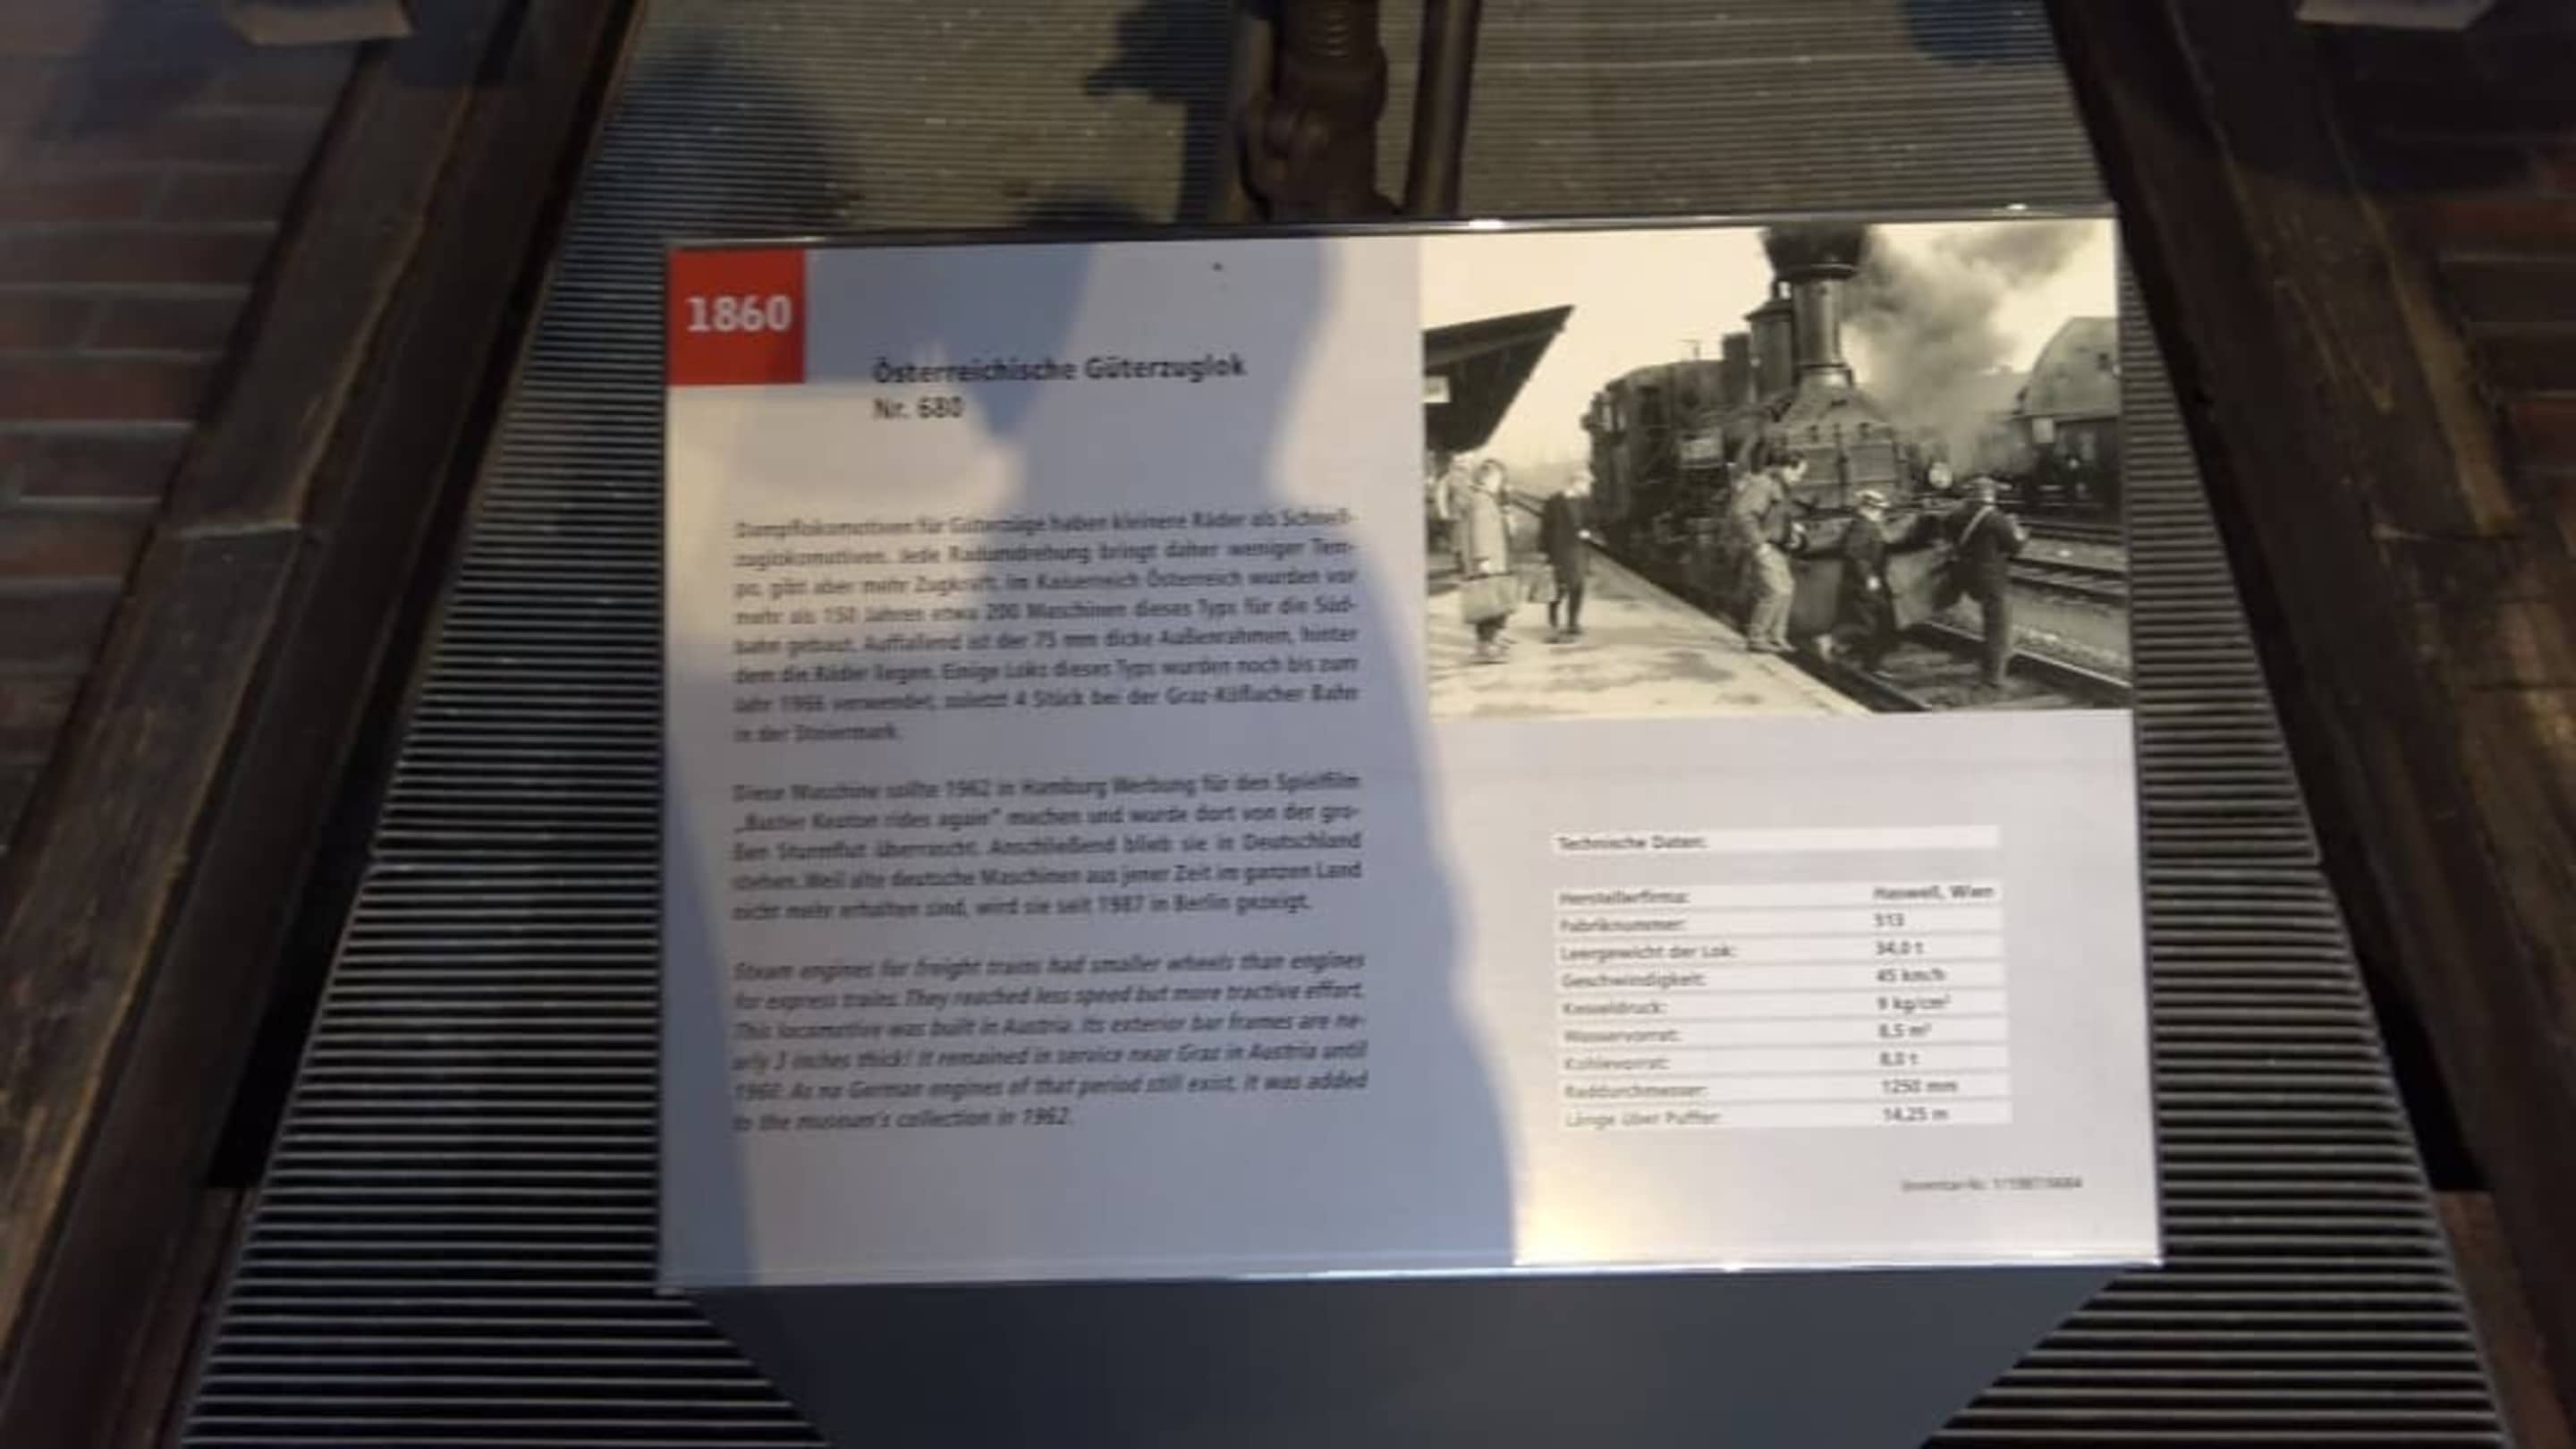 1860
Österreichische Güterzuglok
Nr. 680
Dampflokomotiven für Güterzüge haben kleinere Räder als Schnell-
zuglokomotiven. Jede Radumdrehung bringt daher weniger Tem-
po, gibt aber mehr Zugkraft. Im Kaiserreich Österreich wurden vor
mehr als 150 Jahren etwa 200 Maschinen dieses Typs für die Süd-
bahn gebaut. Auffallend ist der 75 mm dicke Außenrahmen, hinter
dem die Räder liegen. Einige Loks dieses Typs wurden noch bis zum
Jahr 1966 verwendet, zuletzt 4 Stück bei der Graz-Köflacher Bahn
in der Steiermark.
Diese Maschine sollte 1962 in Hamburg Werbung für den Spielfilm
„Buster Keaton rides again“ machen und wurde dort von der gro-
ßen Sturmflut überrascht. Anschließend blieb sie in Deutschland
stehen. Weil alte deutsche Maschinen aus jener Zeit im ganzen Land
nicht mehr erhalten sind, wird sie seit 1987 in Berlin gezeigt.
Steam engines for freight trains had smaller wheels than engines
for express trains. They reached less speed but more tractive effort.
This locomotive was built in Austria. Its exterior bar frames are ne-
arly 3 inches thick! It remained in service near Graz in Austria until
As no German engines of that period still exist, it was added
to the museum's collection in 1962.
Technische Daten:
Herstellerfirma: Haswell, Wien
Fabriknummer: 513
Leergewicht der Lok: 34,0 t
Geschwindigkeit: 45 km/h
Kesseldruck: 9 kg/cm²
Wasservorrat: 8,5 m³
Kohlevorrat: 8,0 t
Raddurchmesser: 1250 mm
Länge über Puffer: 14,25 m
Inventar-Nr.